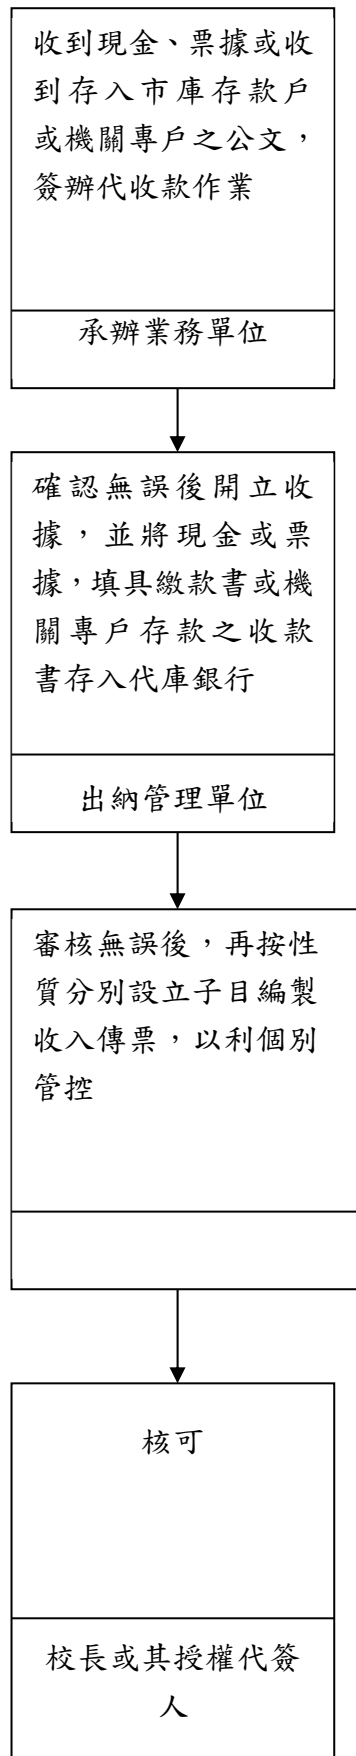 收到現金、票據或收
到存入市庫存款戶
或機關專戶之公文，
簽辦代收款作業
承辦業務單位
確認無誤後開立收
據，並將現金或票
據，填具繳款書或機
關專戶存款之收款
書存入代庫銀行
出納管理單位
審核無誤後，再按性
質分別設立子目編製
收入傳票，以利個別
管控
核可
校長或其授權代簽
人